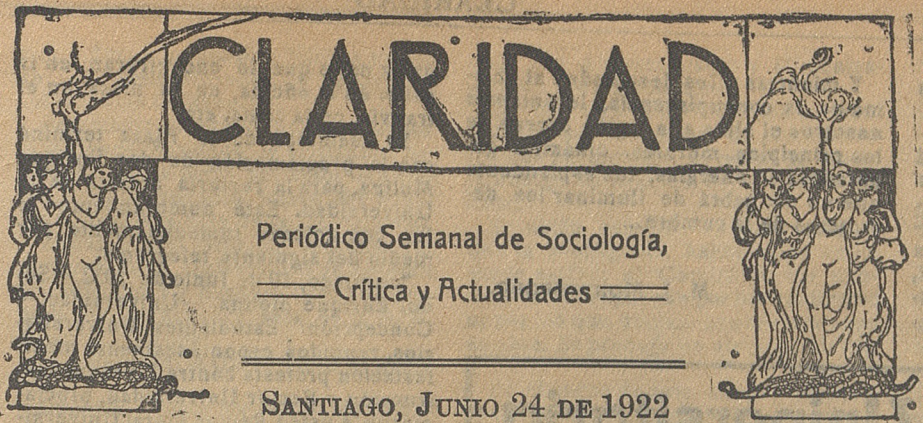 CLARIDAD
Periódico Semanal de Sociología,
Crítica y Actualidades
SANTIAGO, JUNIO 24 DE 1922